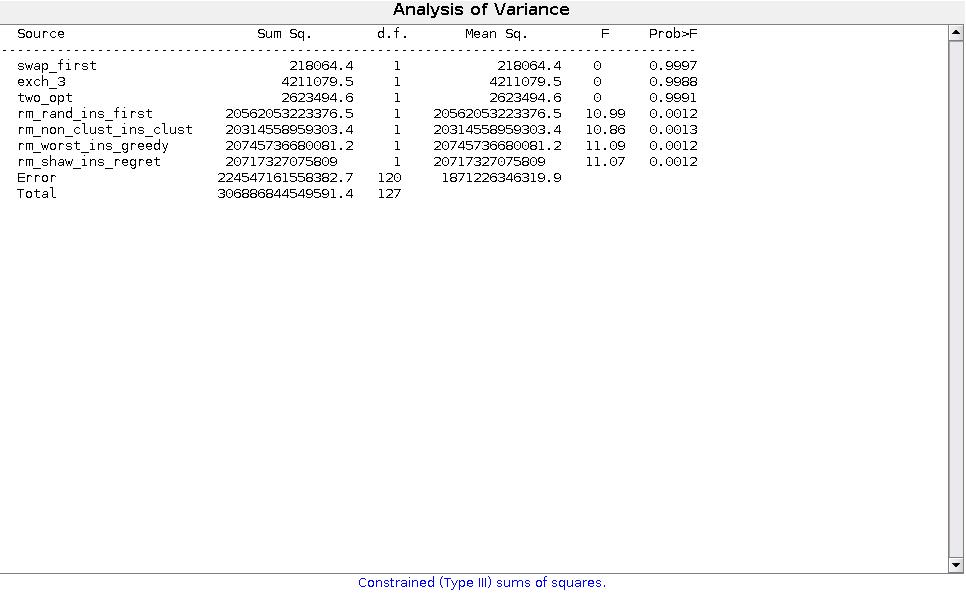 Analysis of Variance
Source Sum Sq. d.f. Mean Sq. F Prob>F
swap_first 218064.4 1 218064.4 0 0.9997
exch_3 4211079.5 1 4211079.5 0 0.9988
two_opt 2623494.6 1 2623494.6 0 0.9991
rm_rand_ins_first 20562053223376.5 1 20562053223376.5 10.99 0.0012
rm_non_clust_ins_clust 20314558959303.4 1 20314558959303.4 10.86 0.0013
rm_worst_ins_greedy 20745736680081.2 1 20745736680081.2 11.09 0.0012
rm_shaw_ins_regret 20717327075809 1 20717327075809 11.07 0.0012
Error 224547161558382.7 120 1871226346319.9
Total 306886844549591.4 127
Constrained (Type III) sums of squares.